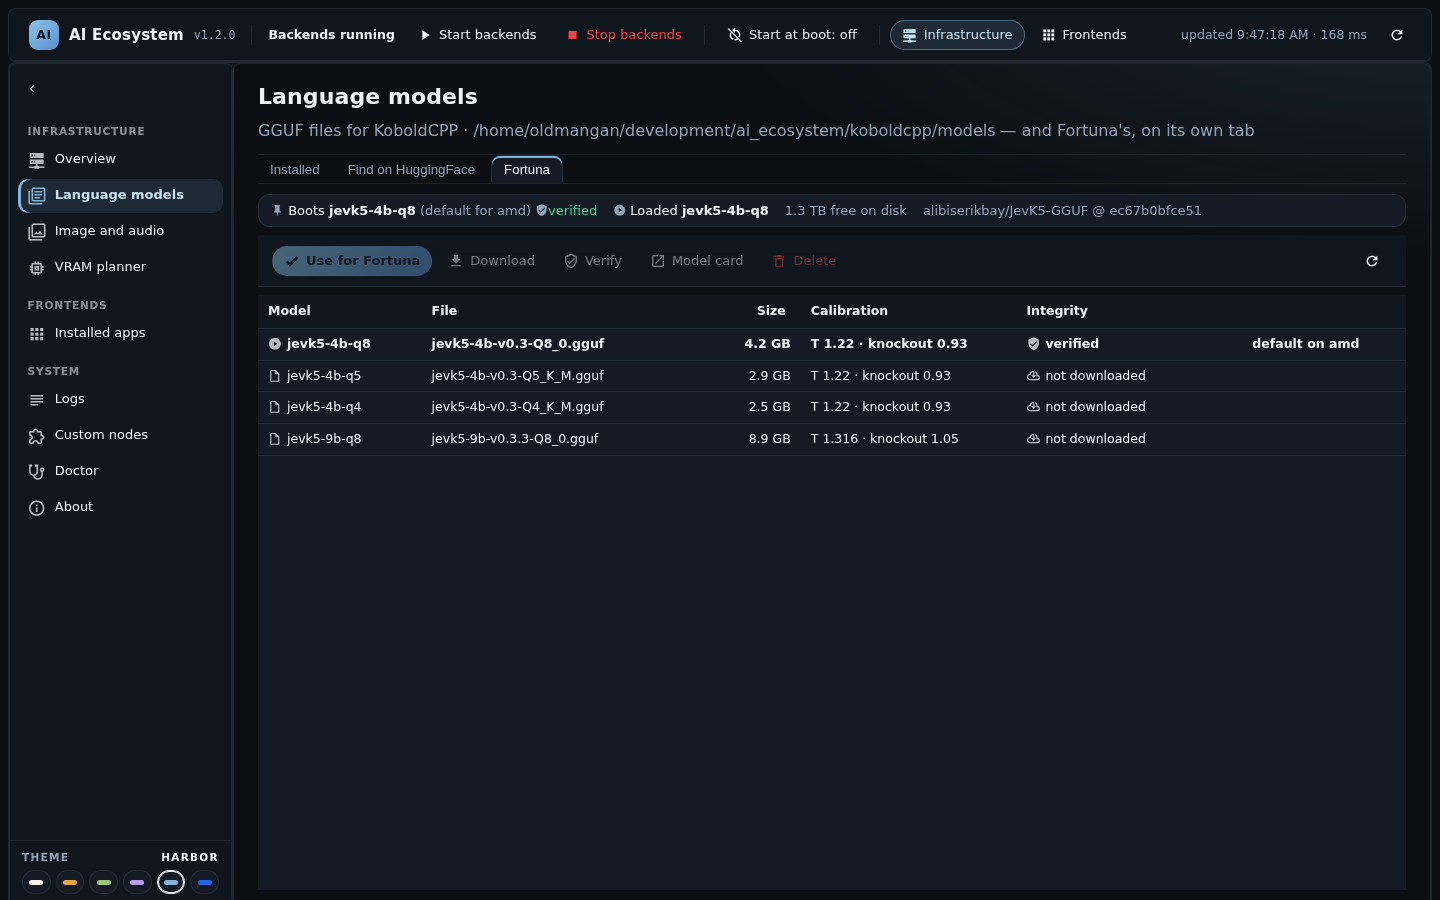 AI AI Ecosystem v1.2.0 Backends running Start backends Stop backends Start at boot: off Infrastructure Frontends updated 9:47:18 AM · 168 ms
‹
INFRASTRUCTURE
Overview
Language models
Image and audio
VRAM planner
FRONTENDS
Installed apps
SYSTEM
Logs
Custom nodes
Doctor
About
THEME HARBOR
Language models
GGUF files for KoboldCPP · /home/oldmangan/development/ai_ecosystem/koboldcpp/models — and Fortuna's, on its own tab
Installed Find on HuggingFace Fortuna
Boots jevk5-4b-q8 (default for amd) verified Loaded jevk5-4b-q8 1.3 TB free on disk alibiserikbay/JevK5-GGUF @ ec67b0bfce51
Use for Fortuna Download Verify Model card Delete
Model File Size Calibration Integrity
jevk5-4b-q8 jevk5-4b-v0.3-Q8_0.gguf 4.2 GB T 1.22 · knockout 0.93 verified default on amd
jevk5-4b-q5 jevk5-4b-v0.3-Q5_K_M.gguf 2.9 GB T 1.22 · knockout 0.93 not downloaded
jevk5-4b-q4 jevk5-4b-v0.3-Q4_K_M.gguf 2.5 GB T 1.22 · knockout 0.93 not downloaded
jevk5-9b-q8 jevk5-9b-v0.3.3-Q8_0.gguf 8.9 GB T 1.316 · knockout 1.05 not downloaded